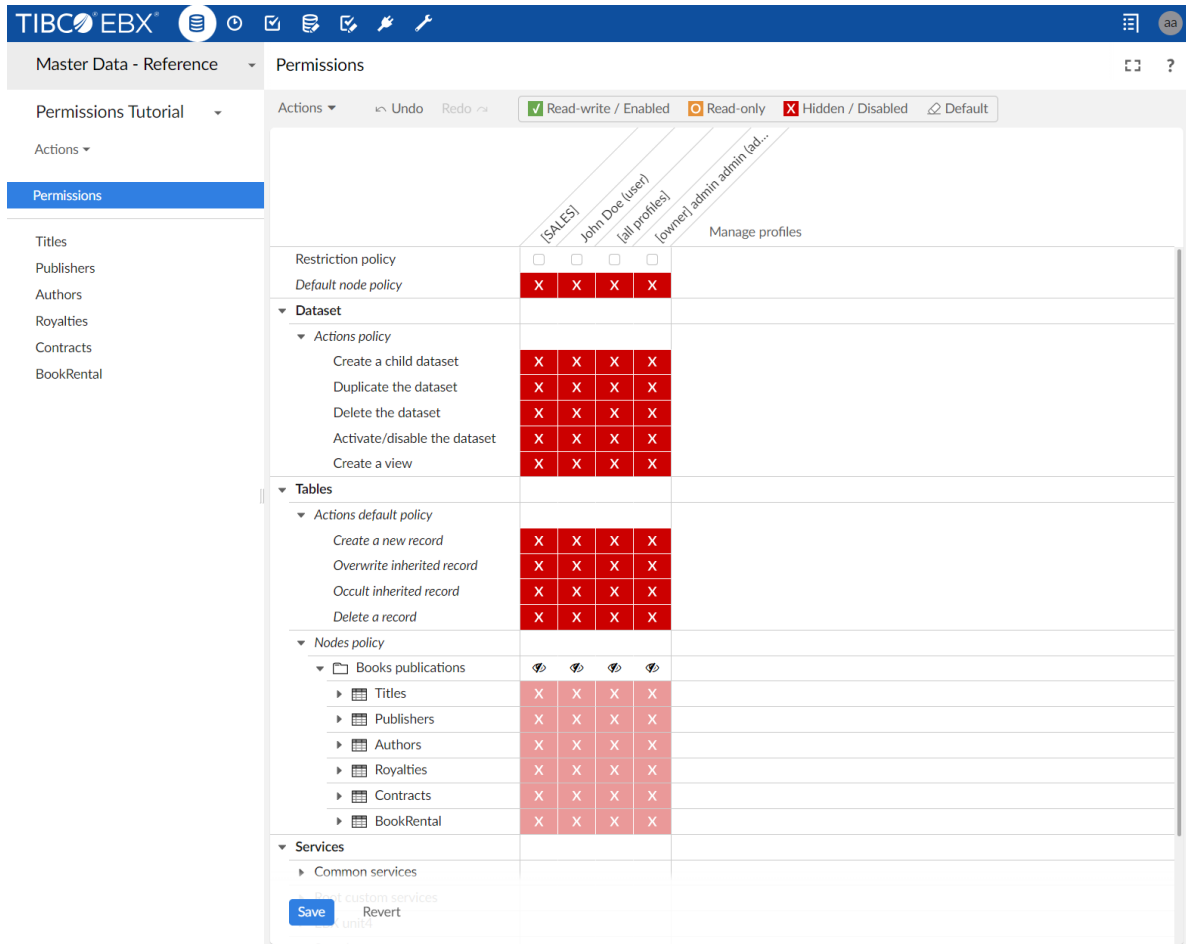 TIBCO EBX®
aa
Master Data - Reference
Permissions
?
Permissions Tutorial
Actions
Undo
Redo
Read-write / Enabled
Read-only
X Hidden / Disabled
Default
Actions
Permissions
[SALES]
John Doe (user)
[all profiles]
[owner] admin admin (ad...
Manage profiles
Titles
Publishers
Authors
Royalties
Contracts
BookRental
Restriction policy
Default node policy X X X X
Dataset
Actions policy
Create a child dataset X X X X
Duplicate the dataset X X X X
Delete the dataset X X X X
Activate/disable the dataset X X X X
Create a view X X X X
Tables
Actions default policy
Create a new record X X X X
Overwrite inherited record X X X X
Occult inherited record X X X X
Delete a record X X X X
Nodes policy
Books publications
Titles X X X X
Publishers X X X X
Authors X X X X
Royalties X X X X
Contracts X X X X
BookRental X X X X
Services
Common services
Root custom services
Save
Revert
unit4